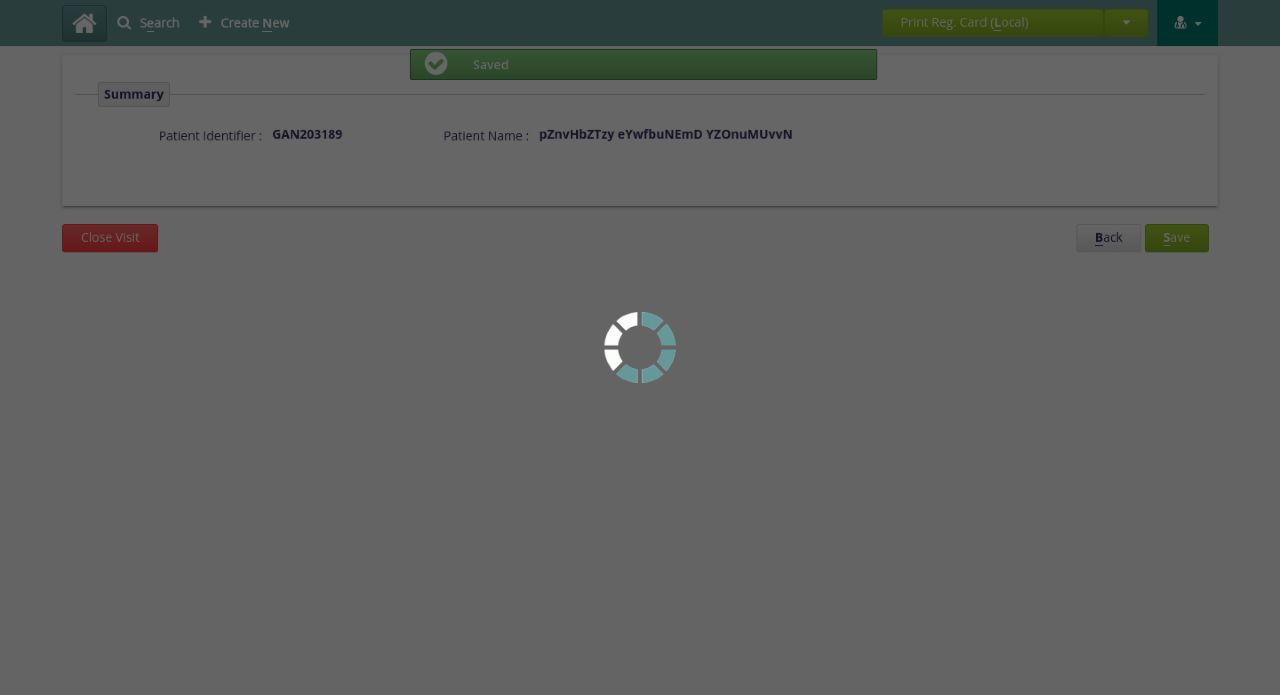 Search
Create New
Print Reg. Card (Local)
Saved
Summary
Patient Identifier : GAN203189
Patient Name : pZnvHbZTzy eYwfbuNEmD YZOnuMUvvN
Close Visit
Back
Save